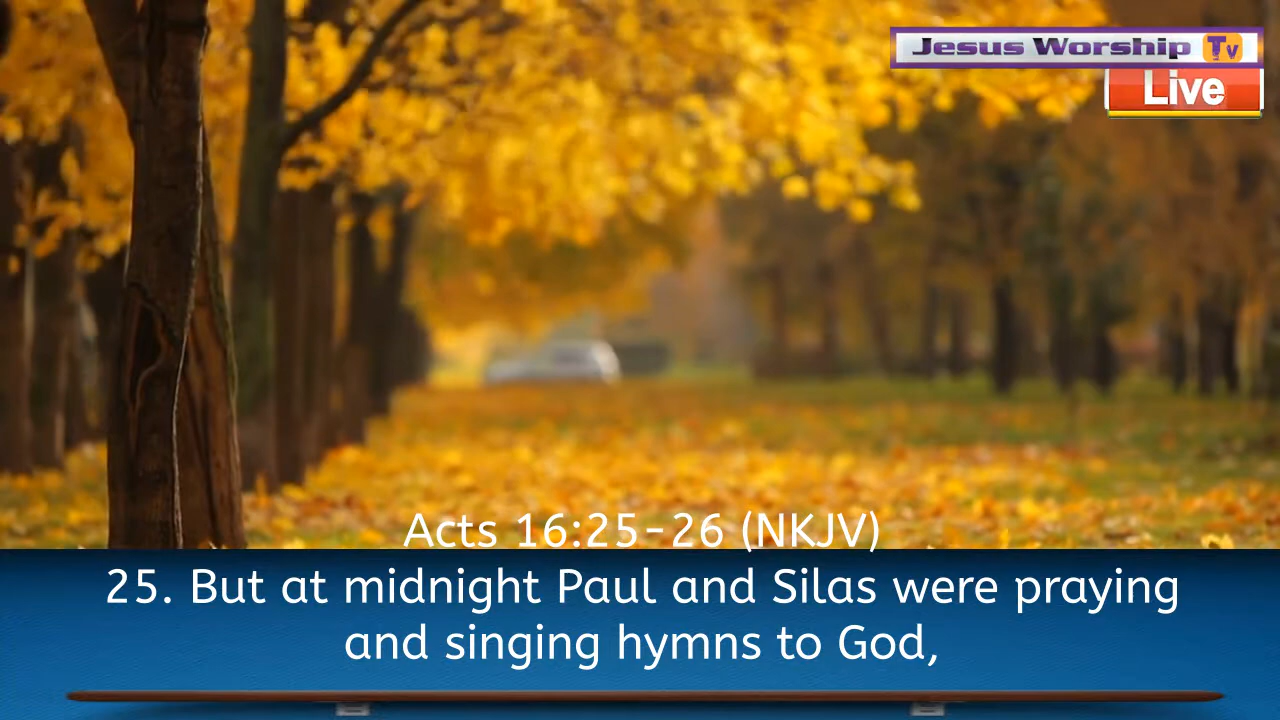 Jesus Worship Tv
Live
Acts 16:25-26 (NKJV)
25. But at midnight Paul and Silas were praying
and singing hymns to God,